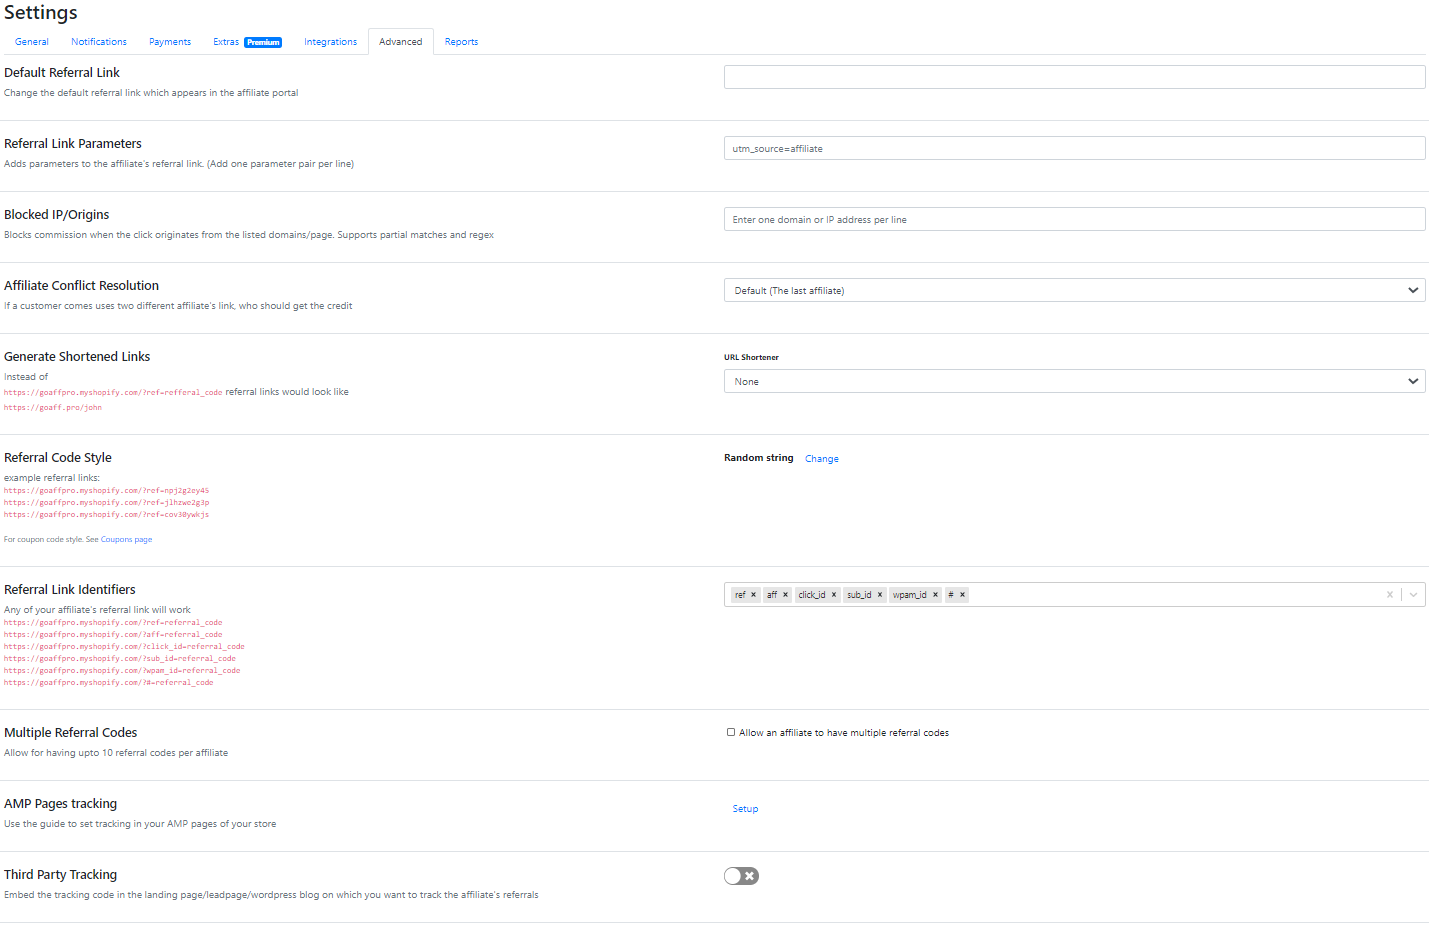 Settings
General Notifications Payments Extras Premium Integrations Advanced Reports
Default Referral Link
Change the default referral link which appears in the affiliate portal
Referral Link Parameters
Adds parameters to the affiliate's referral link. (Add one parameter pair per line)
utm_source=affiliate
Blocked IP/Origins
Blocks commission when the click originates from the listed domains/page. Supports partial matches and regex
Enter one domain or IP address per line
Affiliate Conflict Resolution
If a customer comes uses two different affiliate's link, who should get the credit
Default (The last affiliate)
Generate Shortened Links
Instead of
https://goaffpro.myshopify.com/?ref=refferal_code referral links would look like
https://goaff.pro/john
URL Shortener
None
Referral Code Style
example referral links:
https://goaffpro.myshopify.com/?ref=npj2g2ey45
https://goaffpro.myshopify.com/?ref=jlhzwo2g3p
https://goaffpro.myshopify.com/?ref=cov30ywkjs
For coupon code style. See Coupons page
Random string Change
Referral Link Identifiers
Any of your affiliate's referral link will work
https://goaffpro.myshopify.com/?ref=referral_code
https://goaffpro.myshopify.com/?aff=referral_code
https://goaffpro.myshopify.com/?click_id=referral_code
https://goaffpro.myshopify.com/?sub_id=referral_code
https://goaffpro.myshopify.com/?wpam_id=referral_code
https://goaffpro.myshopify.com/?#=referral_code
ref × aff × click_id × sub_id × wpam_id × # ×
Multiple Referral Codes
Allow for having upto 10 referral codes per affiliate
Allow an affiliate to have multiple referral codes
AMP Pages tracking
Use the guide to set tracking in your AMP pages of your store
Setup
Third Party Tracking
Embed the tracking code in the landing page/leadpage/wordpress blog on which you want to track the affiliate's referrals